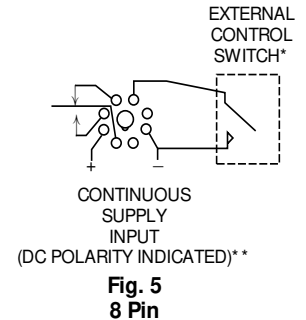 EXTERNAL
CONTROL
SWITCH*
+ –
CONTINUOUS
SUPPLY
INPUT
(DC POLARITY INDICATED)* *
Fig. 5
8 Pin